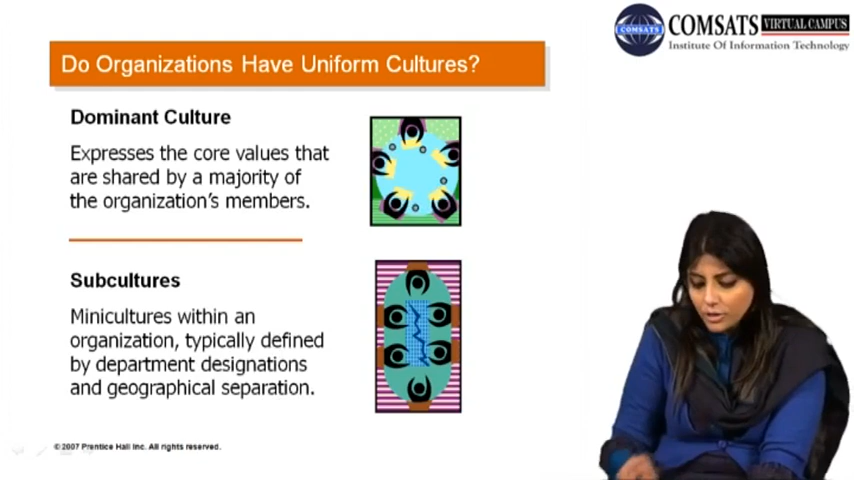 COMSATS VIRTUAL CAMPUS
COMSATS
Institute Of Information Technology
Do Organizations Have Uniform Cultures?
Dominant Culture
Expresses the core values that
are shared by a majority of
the organization's members.
Subcultures
Minicultures within an
organization, typically defined
by department designations
and geographical separation.
© 2007 Prentice Hall Inc. All rights reserved.